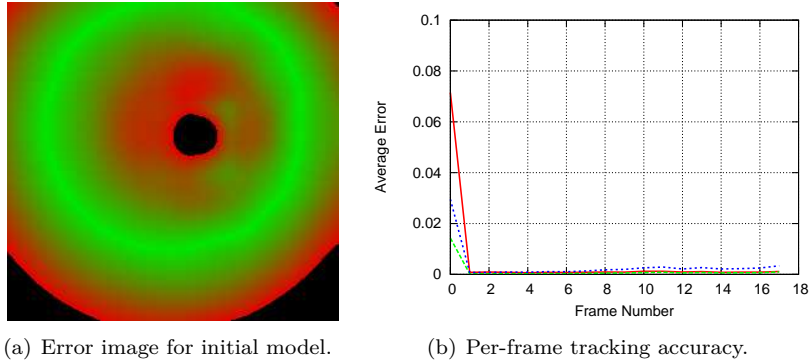 0.1
0.08
0.06
0.04
0.02
0
Average Error
0 2 4 6 8 10 12 14 16 18
Frame Number
(a) Error image for initial model.
(b) Per-frame tracking accuracy.